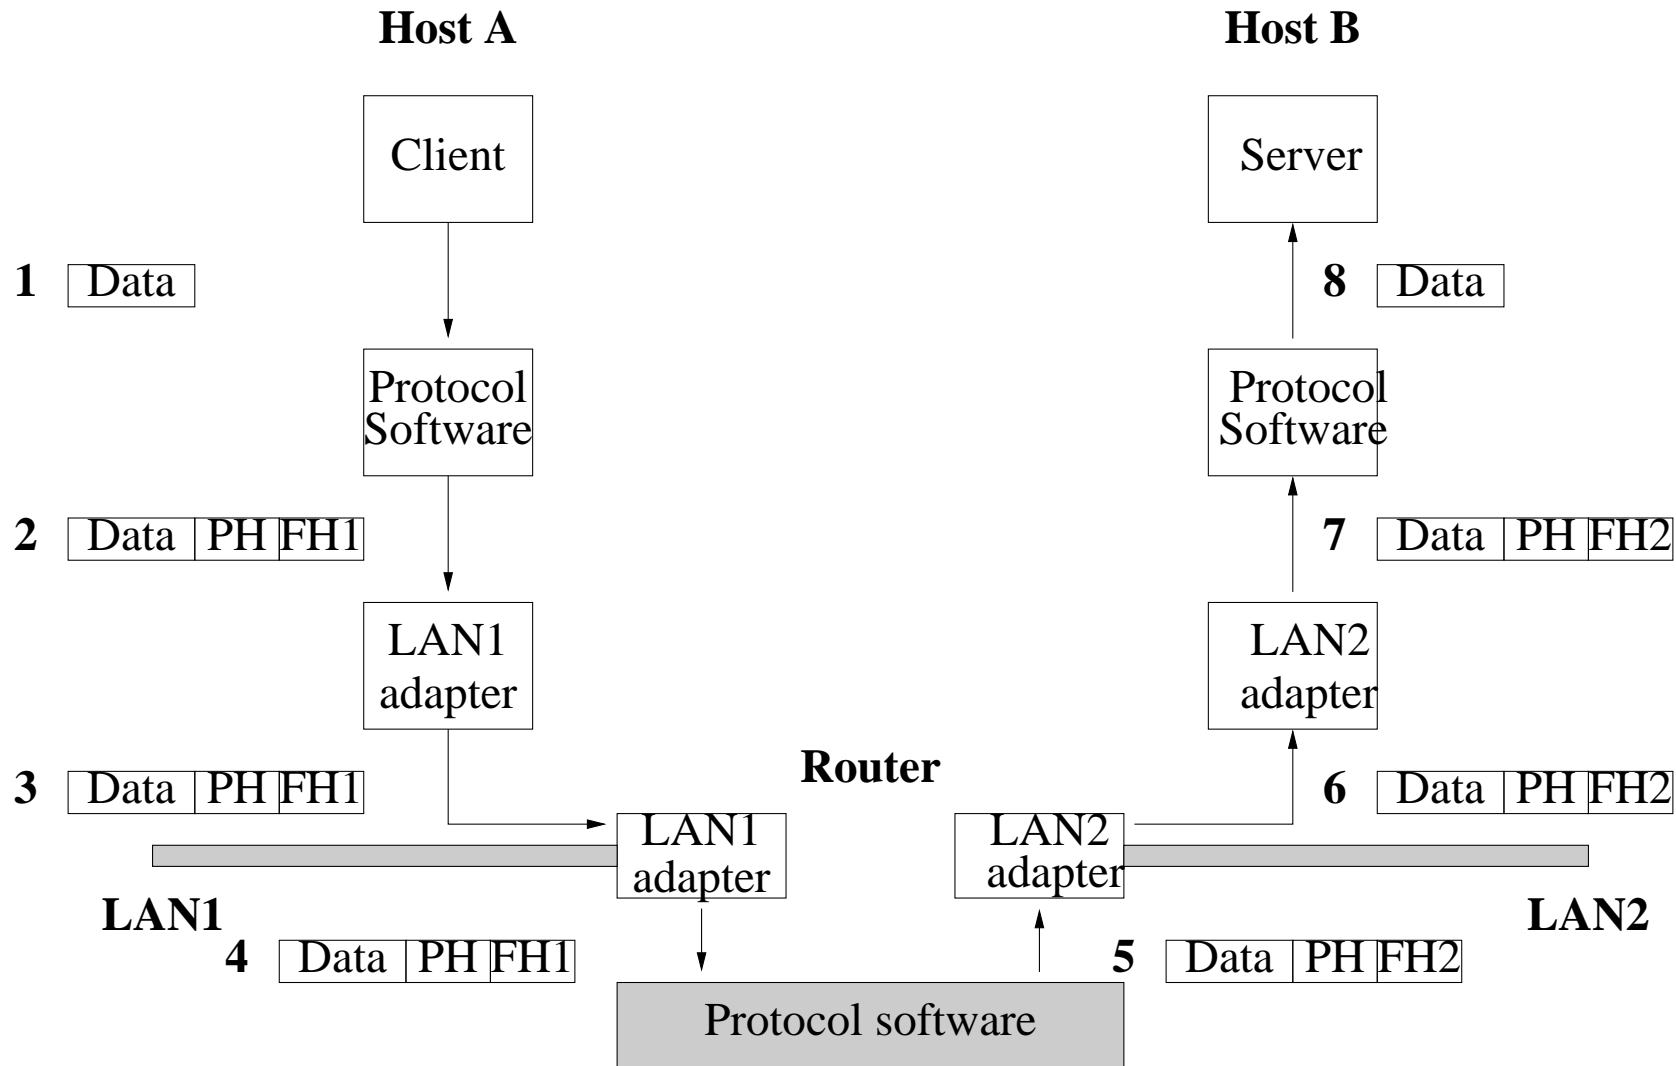 Host A
Host B
Client
Server
1 Data
8 Data
Protocol
Software
Protocol
Software
2 Data PH FH1
7 Data PH FH2
LAN1
adapter
LAN2
adapter
Router
3 Data PH FH1
6 Data PH FH2
LAN1
adapter
LAN2
adapter
LAN1
LAN2
4 Data PH FH1
5 Data PH FH2
Protocol software